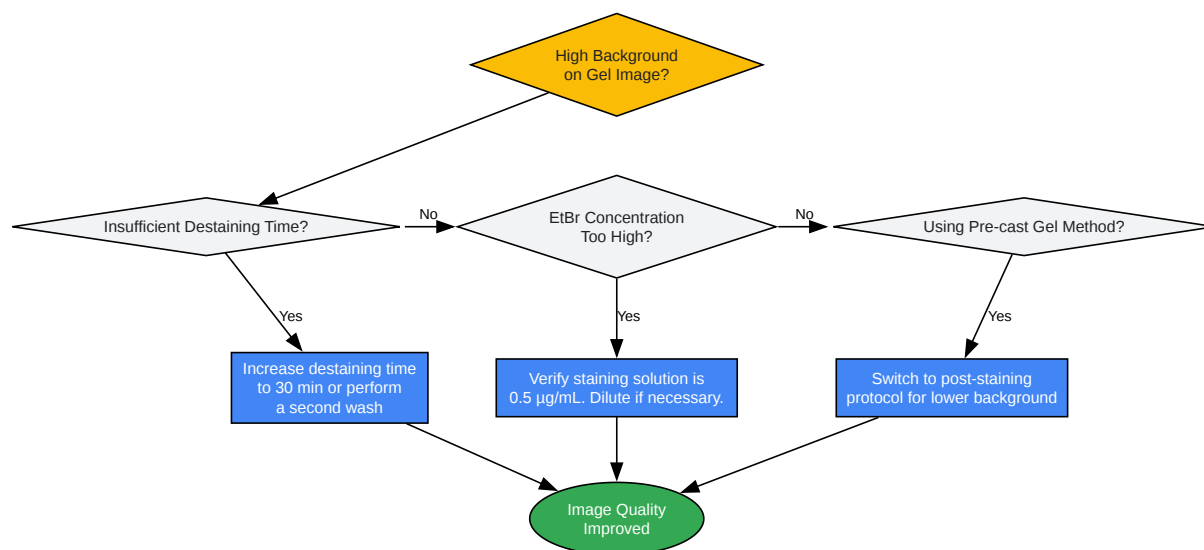 High Background
on Gel Image?
Insufficient Destaining Time?
No
EtBr Concentration
Too High?
No
Using Pre-cast Gel Method?
Yes
Yes
Yes
Increase destaining time
to 30 min or perform
a second wash
Verify staining solution is
0.5 µg/mL. Dilute if necessary.
Switch to post-staining
protocol for lower background
Image Quality
Improved